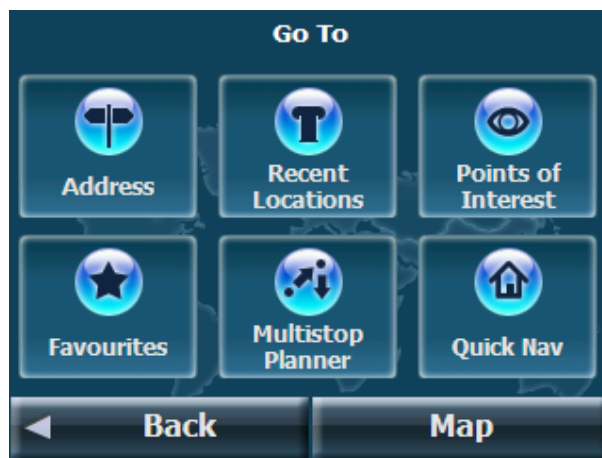 Go To
Address
Recent
Locations
Points of
Interest
Favourites
Multistop
Planner
Quick Nav
Back
Map